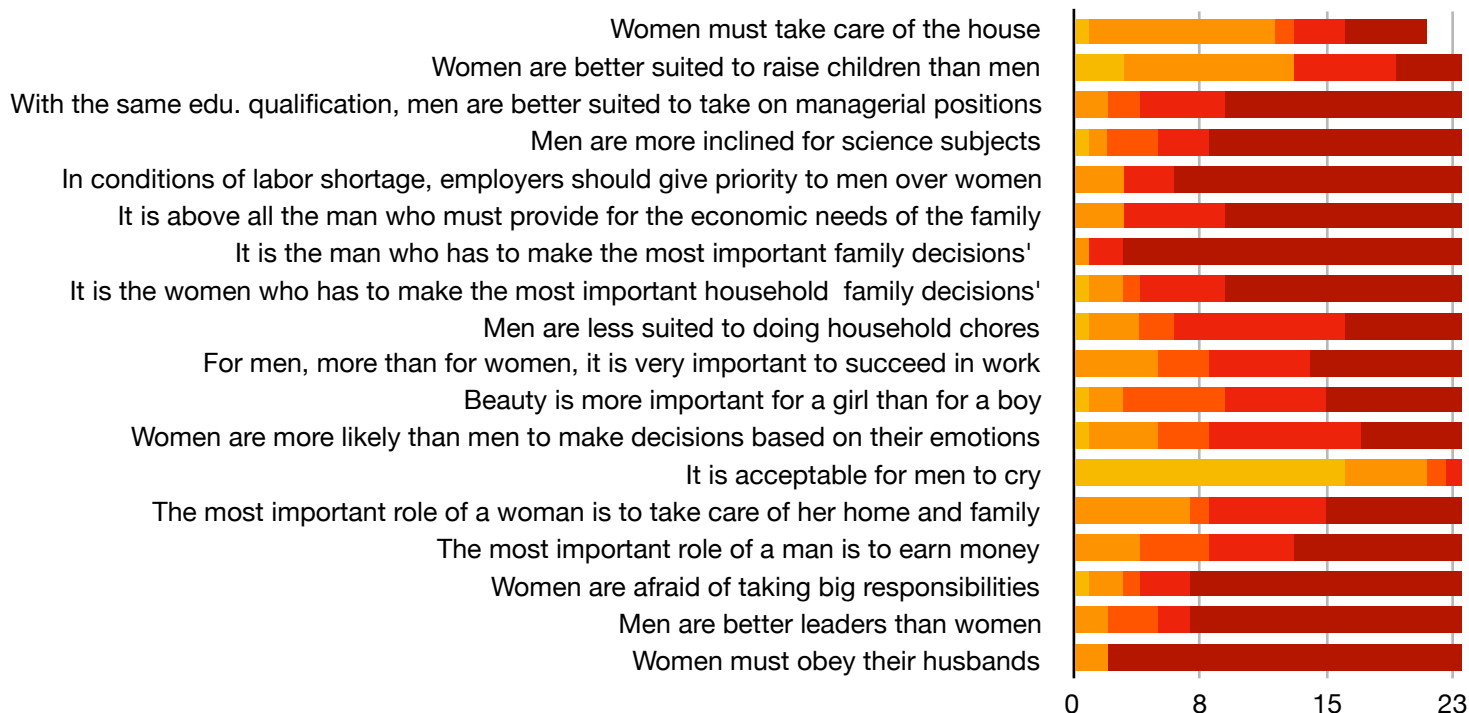 Women must take care of the house
Women are better suited to raise children than men
With the same edu. qualification, men are better suited to take on managerial positions
Men are more inclined for science subjects
In conditions of labor shortage, employers should give priority to men over women
It is above all the man who must provide for the economic needs of the family
It is the man who has to make the most important family decisions'
It is the women who has to make the most important household  family decisions'
Men are less suited to doing household chores
For men, more than for women, it is very important to succeed in work
Beauty is more important for a girl than for a boy
Women are more likely than men to make decisions based on their emotions
It is acceptable for men to cry
The most important role of a woman is to take care of her home and family
The most important role of a man is to earn money
Women are afraid of taking big responsibilities
Men are better leaders than women
Women must obey their husbands
0 8 15 23